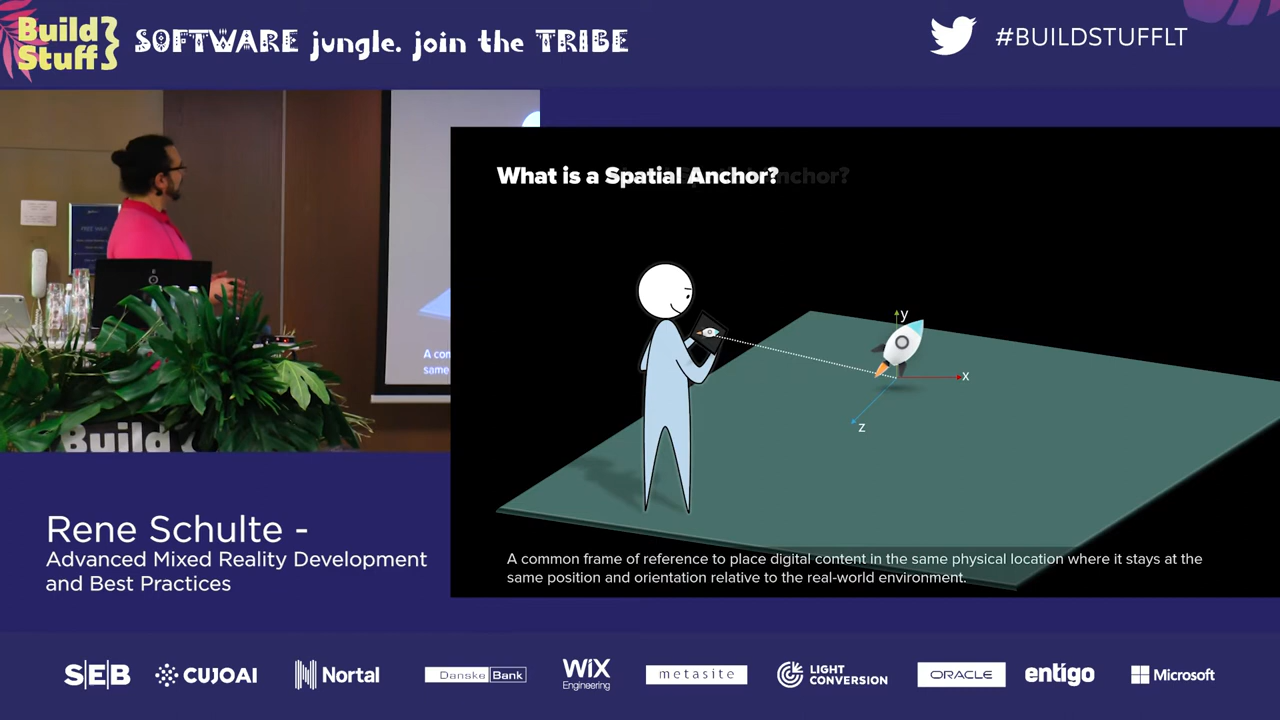 Build
Stuff
SOFTWARE jungle. join the TRIBE
#BUILDSTUFFLT
What is a Spatial Anchor?
y
x
z
A common frame of reference to place digital content in the same physical location where it stays at the
same position and orientation relative to the real-world environment.
A com
same
Build
Rene Schulte -
Advanced Mixed Reality Development
and Best Practices
S|E|B
CUJOAI
Nortal
Danske Bank
WiX
Engineering
metasite
LIGHT
CONVERSION
ORACLE
entigo
Microsoft